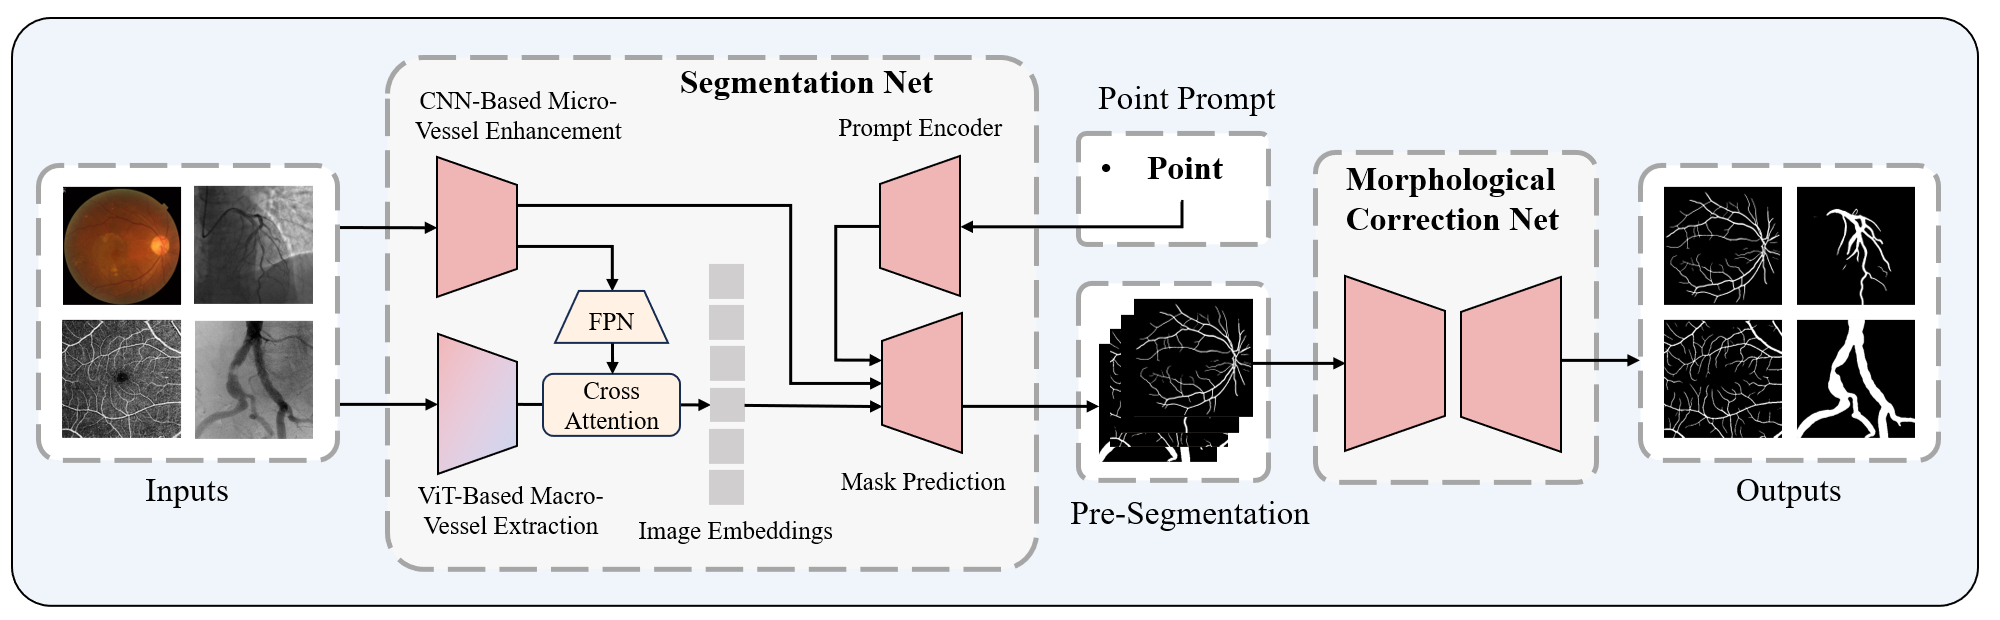 Inputs
Segmentation Net
CNN-Based Micro-
Vessel Enhancement
FPN
Cross
Attention
ViT-Based Macro-
Vessel Extraction
Image Embeddings
Prompt Encoder
Mask Prediction
Point Prompt
• Point
Pre-Segmentation
Morphological
Correction Net
Outputs